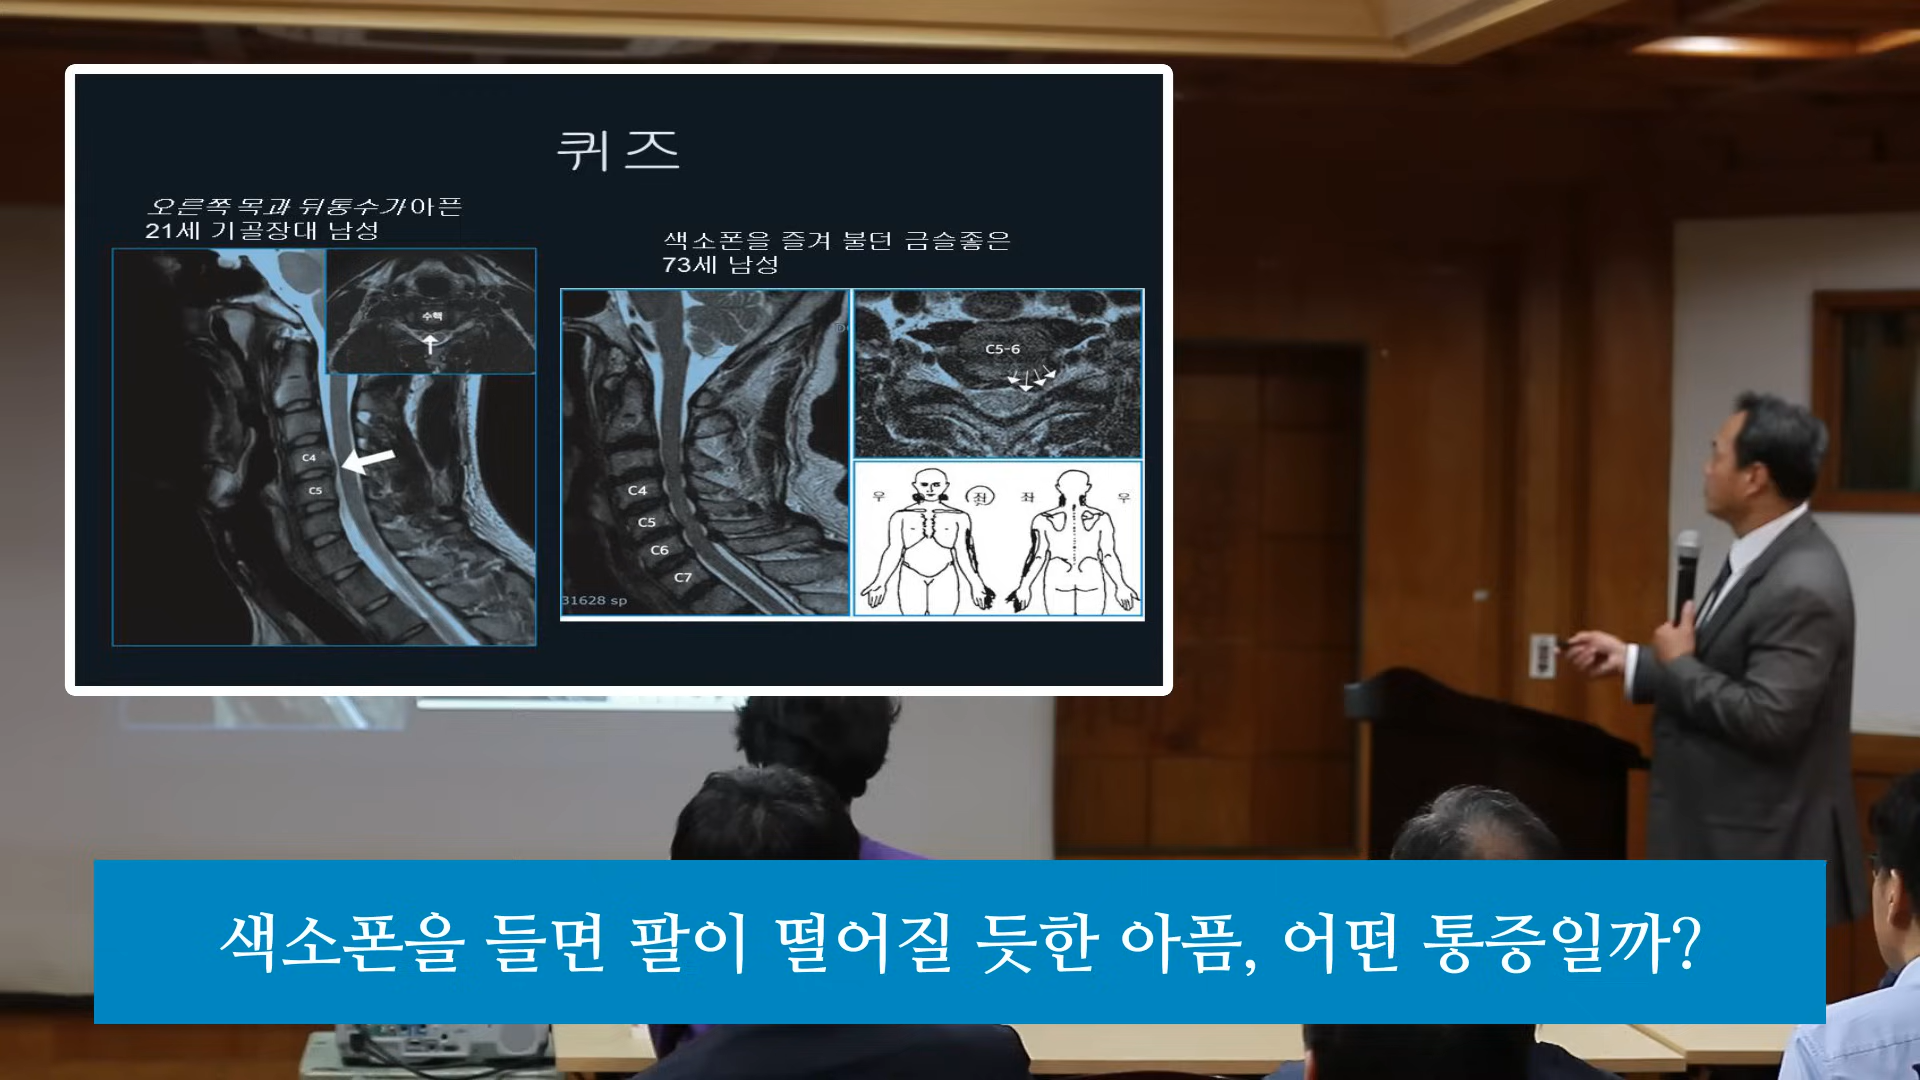 퀴즈
오른쪽 목과 뒤통수가 아픈
21세 기골장대 남성
수핵
C4
C5
색소폰을 즐겨 불던 금슬좋은
73세 남성
C4
C5
C6
C7
31628 sp
C5-6
우
좌
좌
우
색소폰을 들면 팔이 떨어질 듯한 아픔, 어떤 통증일까?